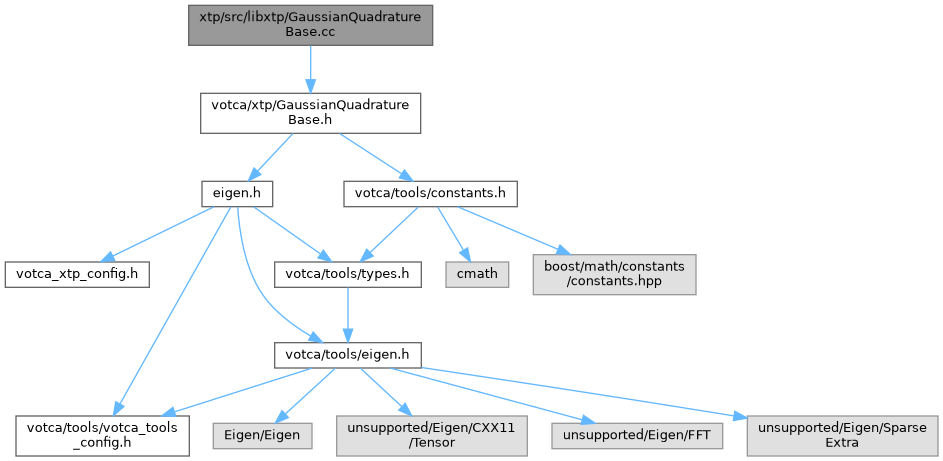 xtp/src/libxtp/GaussianQuadrature
Base.cc
votca/xtp/GaussianQuadrature
Base.h
eigen.h
votca/tools/constants.h
votca_xtp_config.h
votca/tools/types.h
cmath
boost/math/constants
/constants.hpp
votca/tools/eigen.h
votca/tools/votca_tools
_config.h
Eigen/Eigen
unsupported/Eigen/CXX11
/Tensor
unsupported/Eigen/FFT
unsupported/Eigen/Sparse
Extra